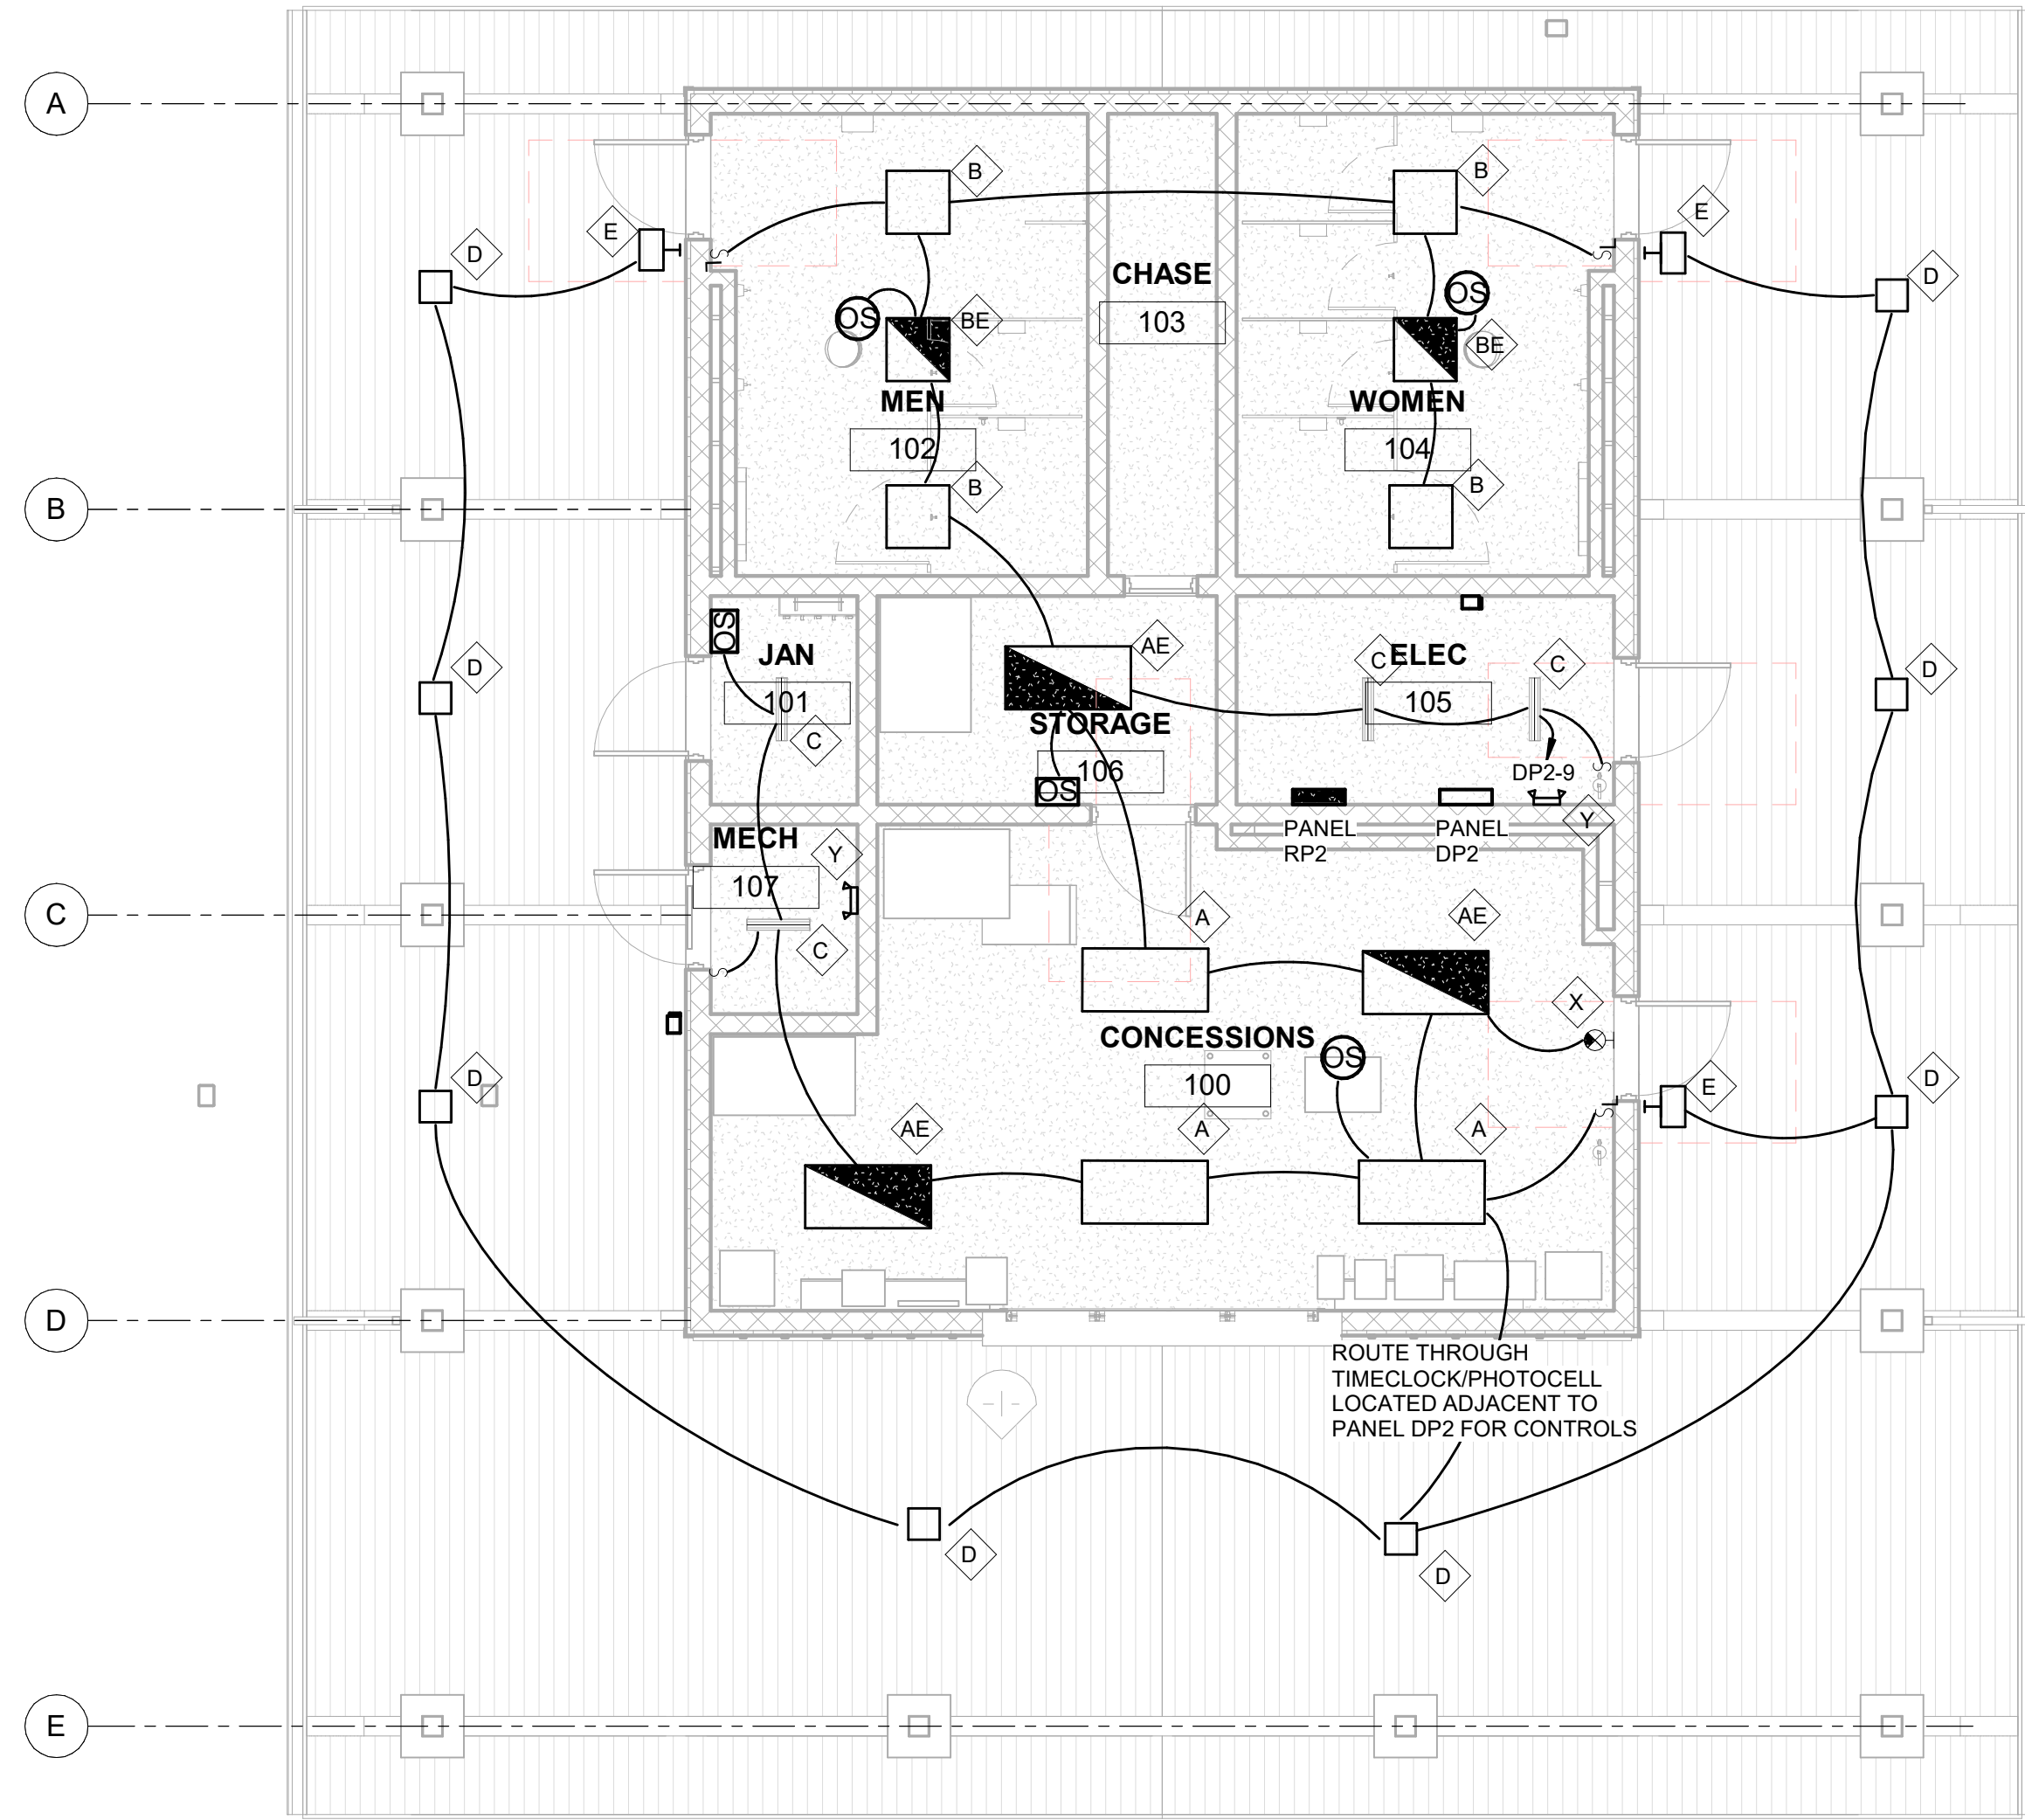 A
B
B
E
E
D
D
CHASE
103
OS
OS
BE
BE
MEN
102
WOMEN
104
B
B
B
S
S
OS
JAN
101
C
AE
STORAGE
106
OS
C
ELEC
105
C
D
D
DP2-9
S
Y
PANEL
RP2
PANEL
DP2
MECH
107
Y
C
S
C
A
AE
X
CONCESSIONS
100
OS
D
D
E
S
AE
A
A
D
ROUTE THROUGH
TIMECLOCK/PHOTOCELL
LOCATED ADJACENT TO
PANEL DP2 FOR CONTROLS
D
D
E